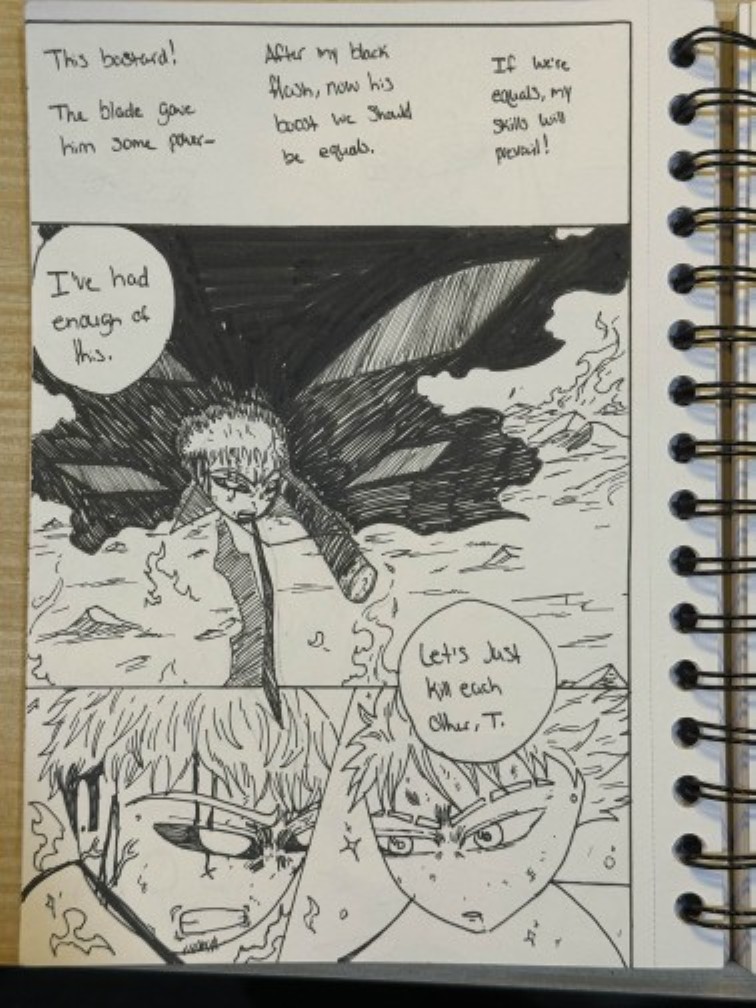 This bastard!
The blade gave
him some power-
After my black
flash, now his
boost we should
be equals.
If we're
equals, my
skills will
prevail!
I've had
enough of
this.
Let's Just
kill each
other, T.